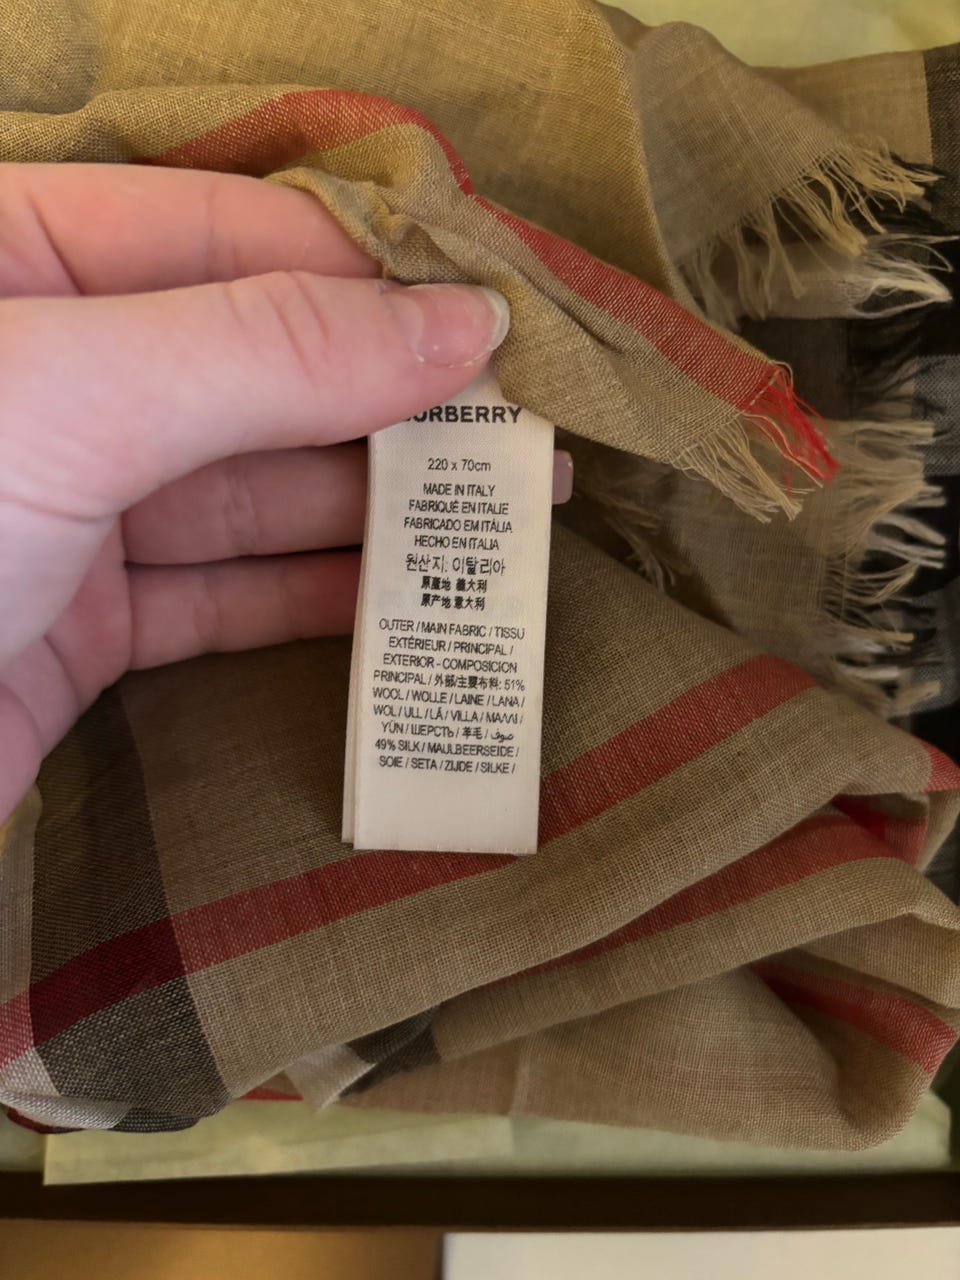 BURBERRY
220 x 70cm
MADE IN ITALY
FABRIQUÉ EN ITALIE
FABRICADO EM ITÁLIA
HECHO EN ITALIA
원산지: 이탈리아
原產地 義大利
原产地 意大利
OUTER / MAIN FABRIC / TISSU
EXTÉRIEUR / PRINCIPAL /
EXTERIOR - COMPOSICION
PRINCIPAL / 外部/主要布料: 51%
WOOL / WOLLE / LAINE / LANA /
WOL / ULL / LÃ / VILLA / ΜΑΛΛΙ /
YÜN / ШЕРСТЬ / 羊毛 / صوف /
49% SILK / MAULBEERSEIDE /
SOIE / SETA / ZIJDE / SILKE /